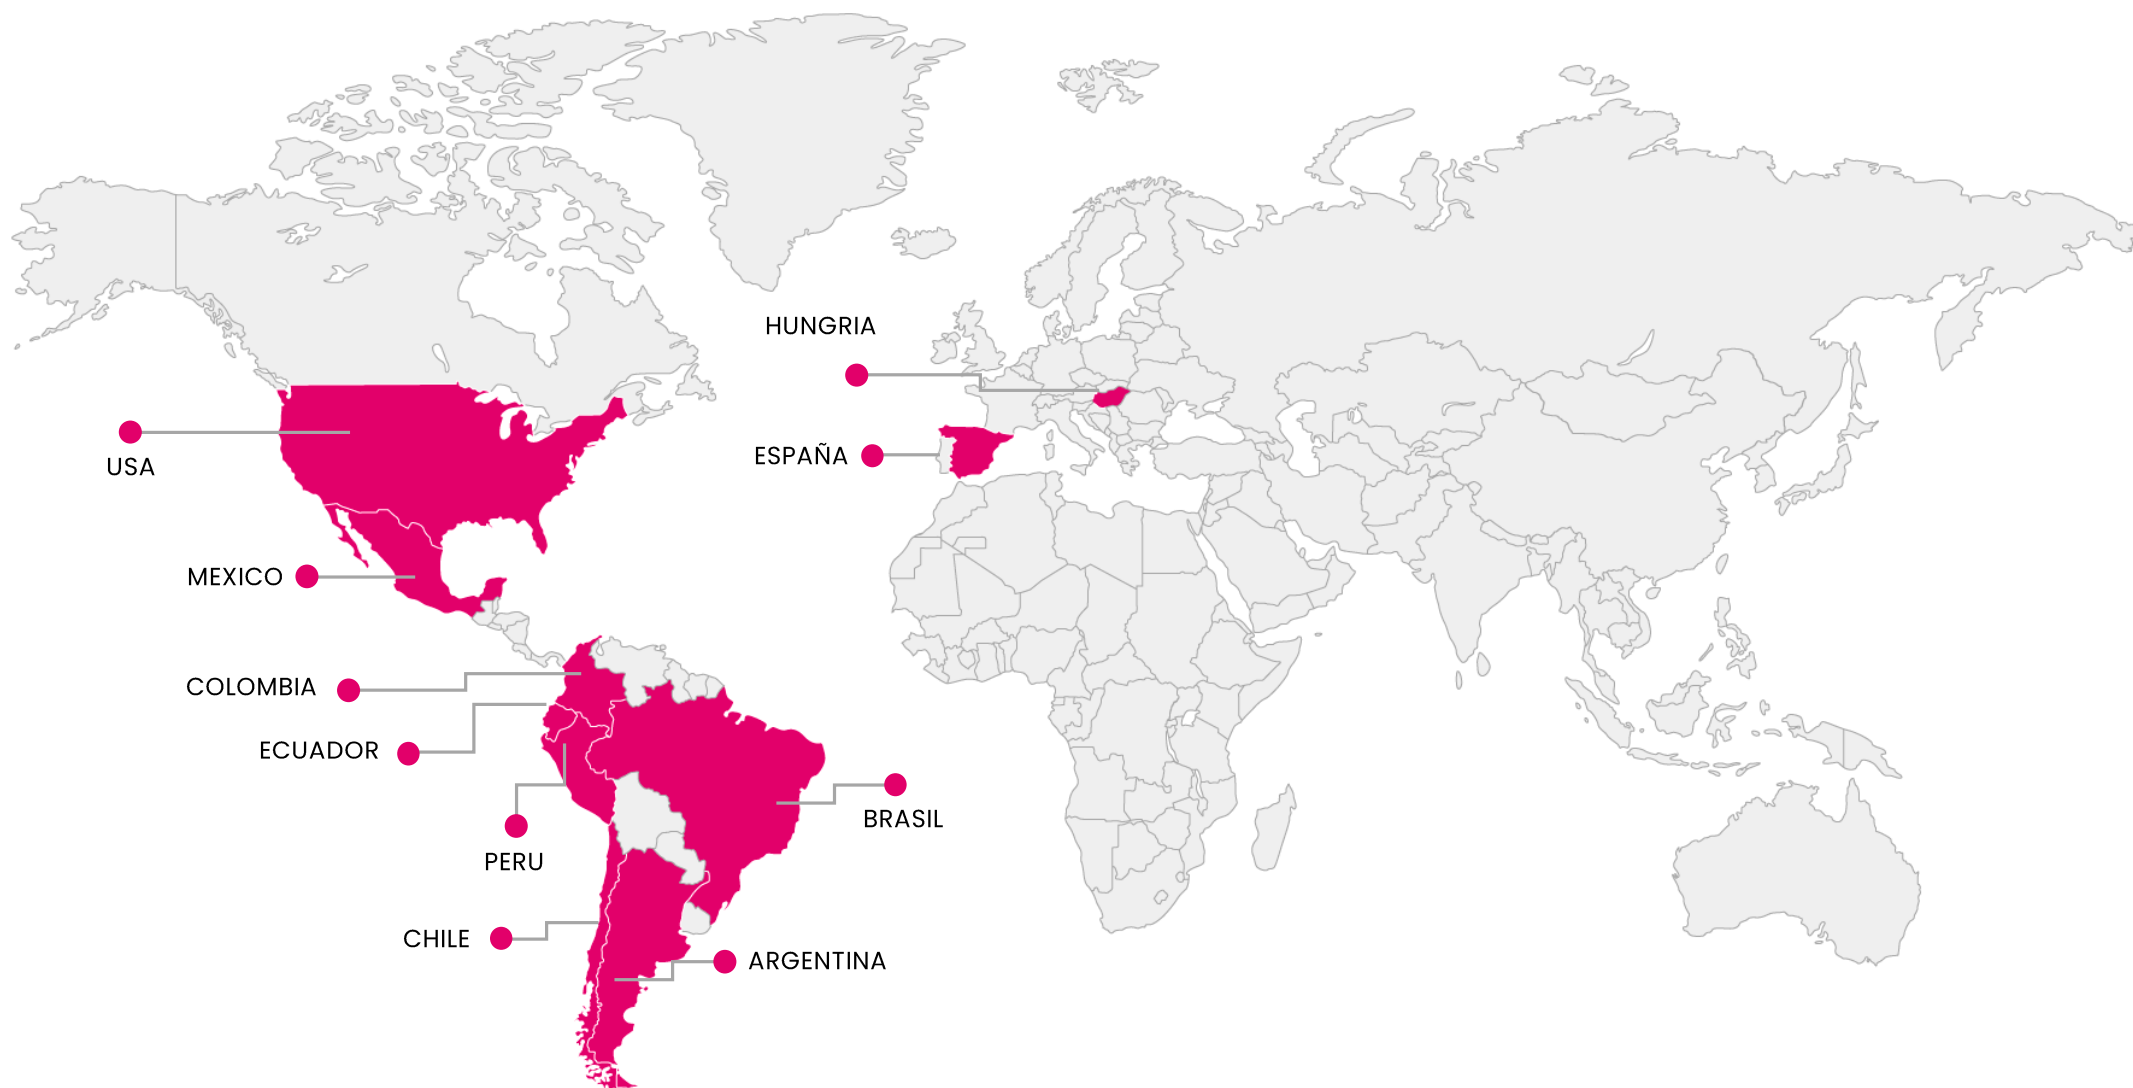 HUNGRIA
USA
ESPAÑA
MEXICO
COLOMBIA
ECUADOR
BRASIL
PERU
CHILE
ARGENTINA